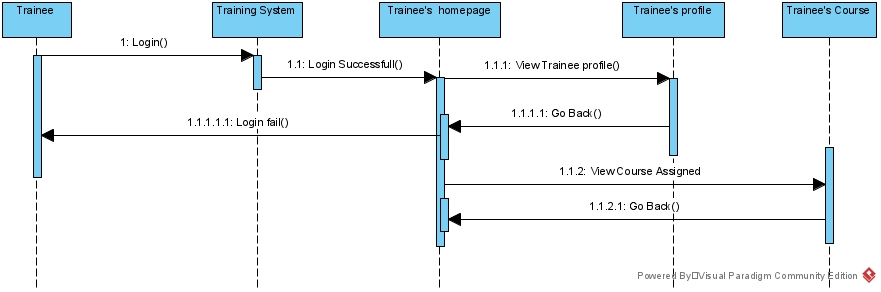 Trainee
Training System
Trainee's homepage
Trainee's profile
Trainee's Course
1: Login()
1.1: Login Successfull()
1.1.1: View Trainee profile()
1.1.1.1: Go Back()
1.1.1.1.1: Login fail()
1.1.2: View Course Assigned
1.1.2.1: Go Back()
Powered By□Visual Paradigm Community Edition